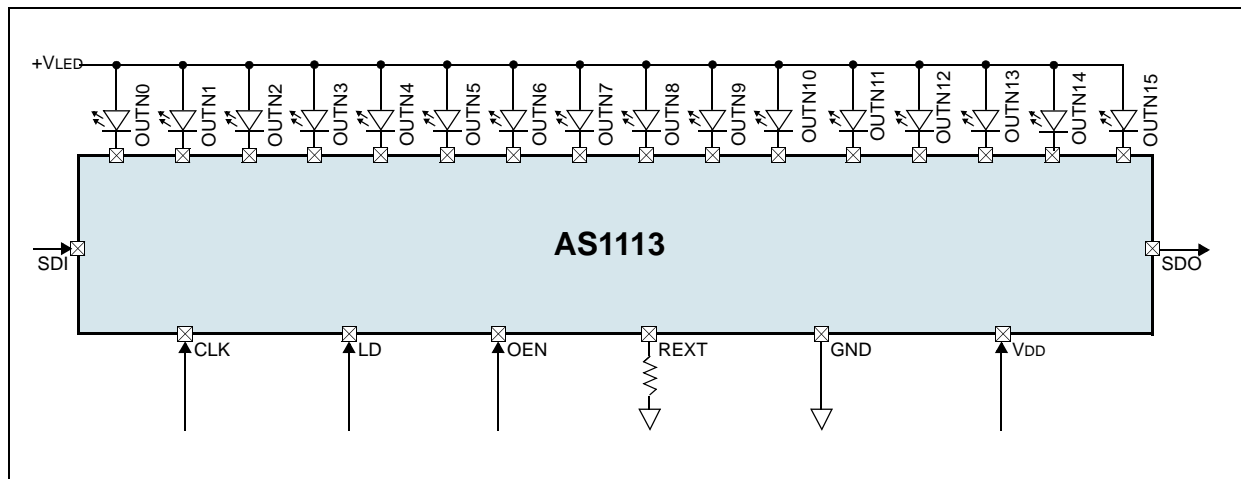 +VLED
OUTN0
OUTN1
OUTN2
OUTN3
OUTN4
OUTN5
OUTN6
OUTN7
OUTN8
OUTN9
OUTN10
OUTN11
OUTN12
OUTN13
OUTN14
OUTN15
AS1113
SDI
SDO
CLK
LD
OEN
REXT
GND
VDD